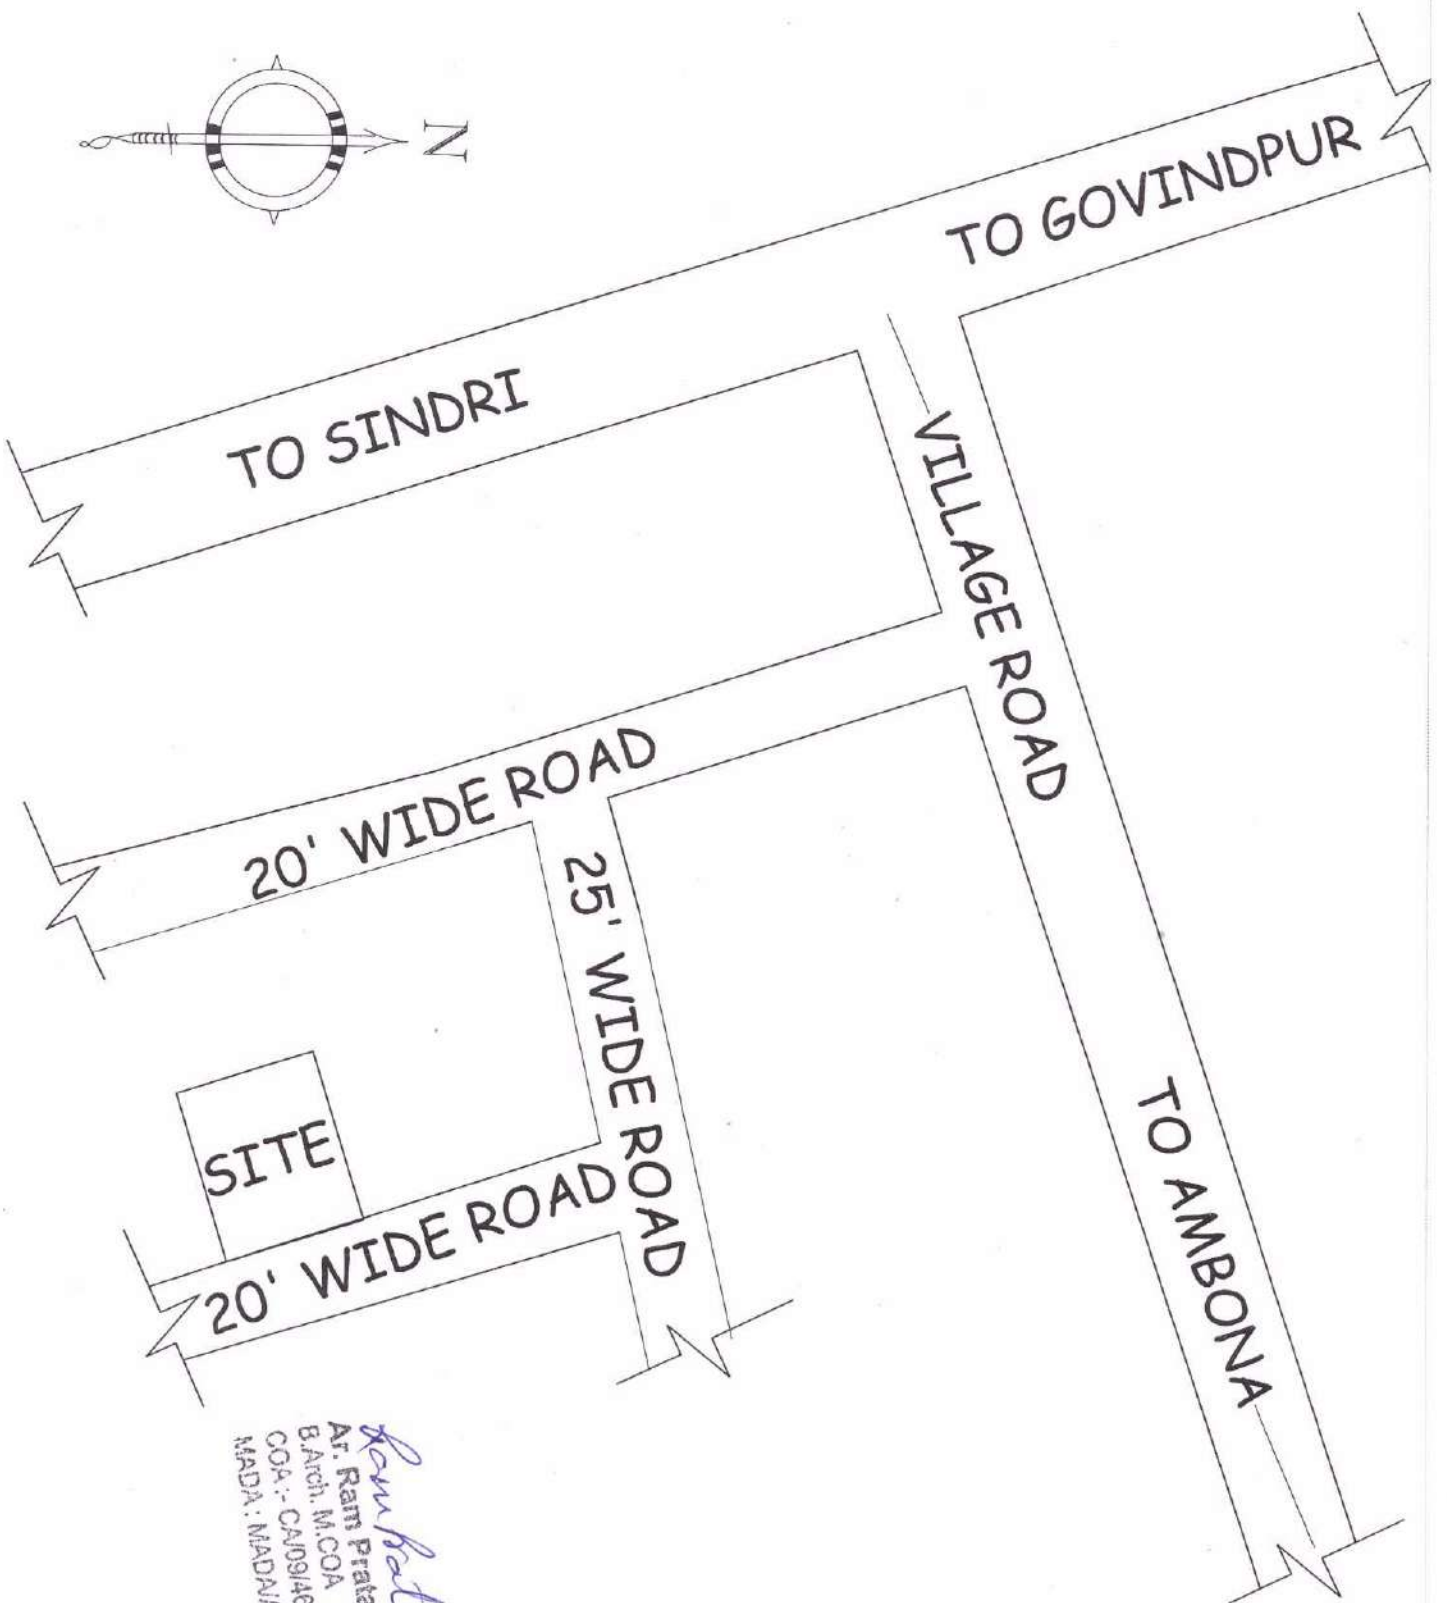 N
TO GOVINDPUR
TO SINDRI
VILLAGE ROAD
20' WIDE ROAD
25' WIDE ROAD
SITE
20' WIDE ROAD
TO AMBONA
Ar. Ram Prata
B.Arch. M.COA
COA :- CA/09/46
MADA : MADA/